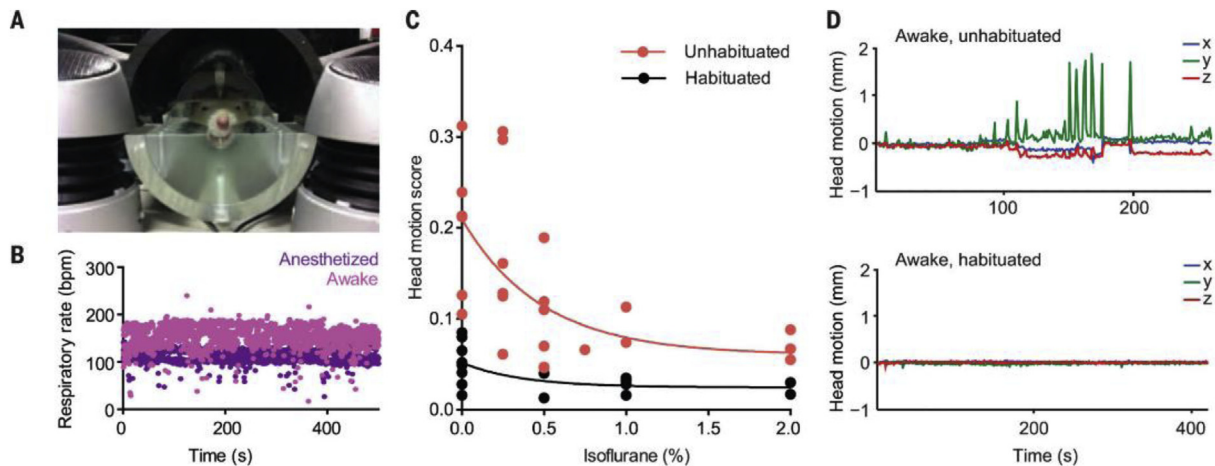 A
B
Respiratory rate (bpm)
300
200
100
0
Anesthetized
Awake
0
200
400
Time (s)
C
Head motion score
0.4
0.3
0.2
0.1
0.0
Unhabituated
Habituated
0.0
0.5
1.0
1.5
2.0
Isoflurane (%)
D
Awake, unhabituated
x
y
z
Head motion (mm)
2
1
0
−1
100
200
Awake, habituated
x
y
z
Head motion (mm)
2
1
0
−1
200
400
Time (s)